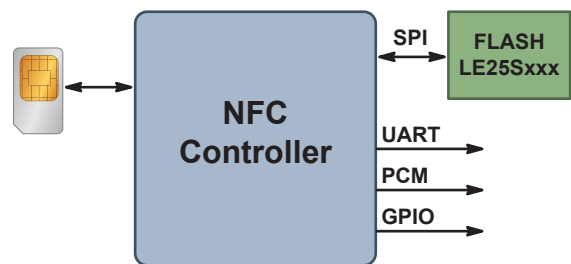 SPI
FLASH
LE25Sxxx
NFC
Controller
UART
PCM
GPIO